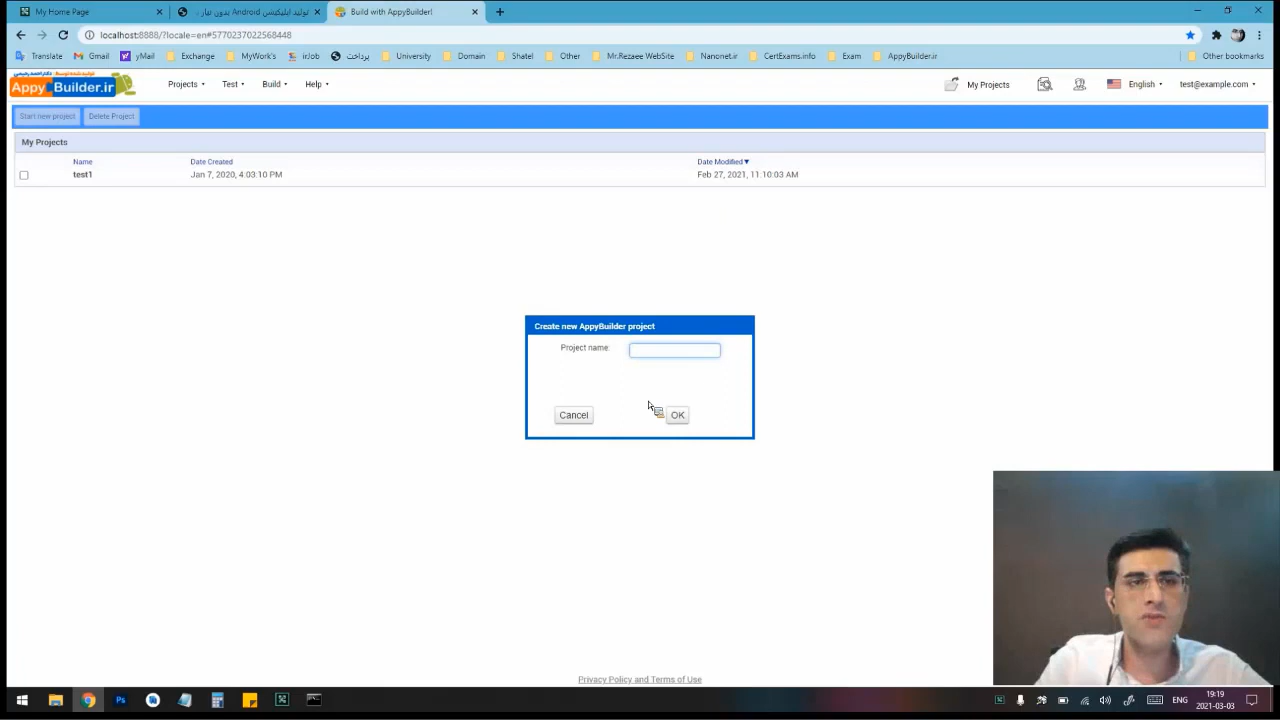 My Home Page
تولید اپلیکیشن Android بدون نیاز
Build with AppyBuilder!
localhost:8888/?locale=en#5770237022568448
Translate Gmail yMail Exchange MyWork's irJob پرداخت University Domain Shatel Other Mr.Rezaee WebSite Nanonet.ir CertExams.info Exam AppyBuilder.ir Other bookmarks
AppyBuilder.ir
Projects Test Build Help My Projects English test@example.com
Start new project Delete Project
My Projects
Name Date Created Date Modified
test1 Jan 7, 2020, 4:03:10 PM Feb 27, 2021, 11:10:03 AM
Create new AppyBuilder project
Project name:
Cancel OK
Privacy Policy and Terms of Use
ENG
19:19
2021-03-03